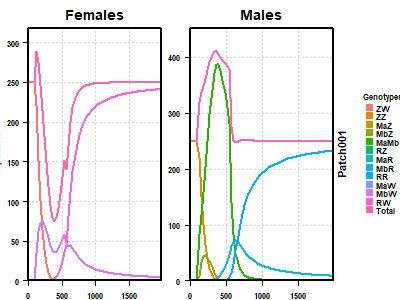 Females
Males
300
250
200
150
100
50
0
0
500
1000
1500
400
300
200
100
0
0
500
1000
1500
Patch001
Genotypes
ZW
ZZ
MaZ
MbZ
MaMb
RZ
MaR
MbR
RR
MaW
MbW
RW
Total